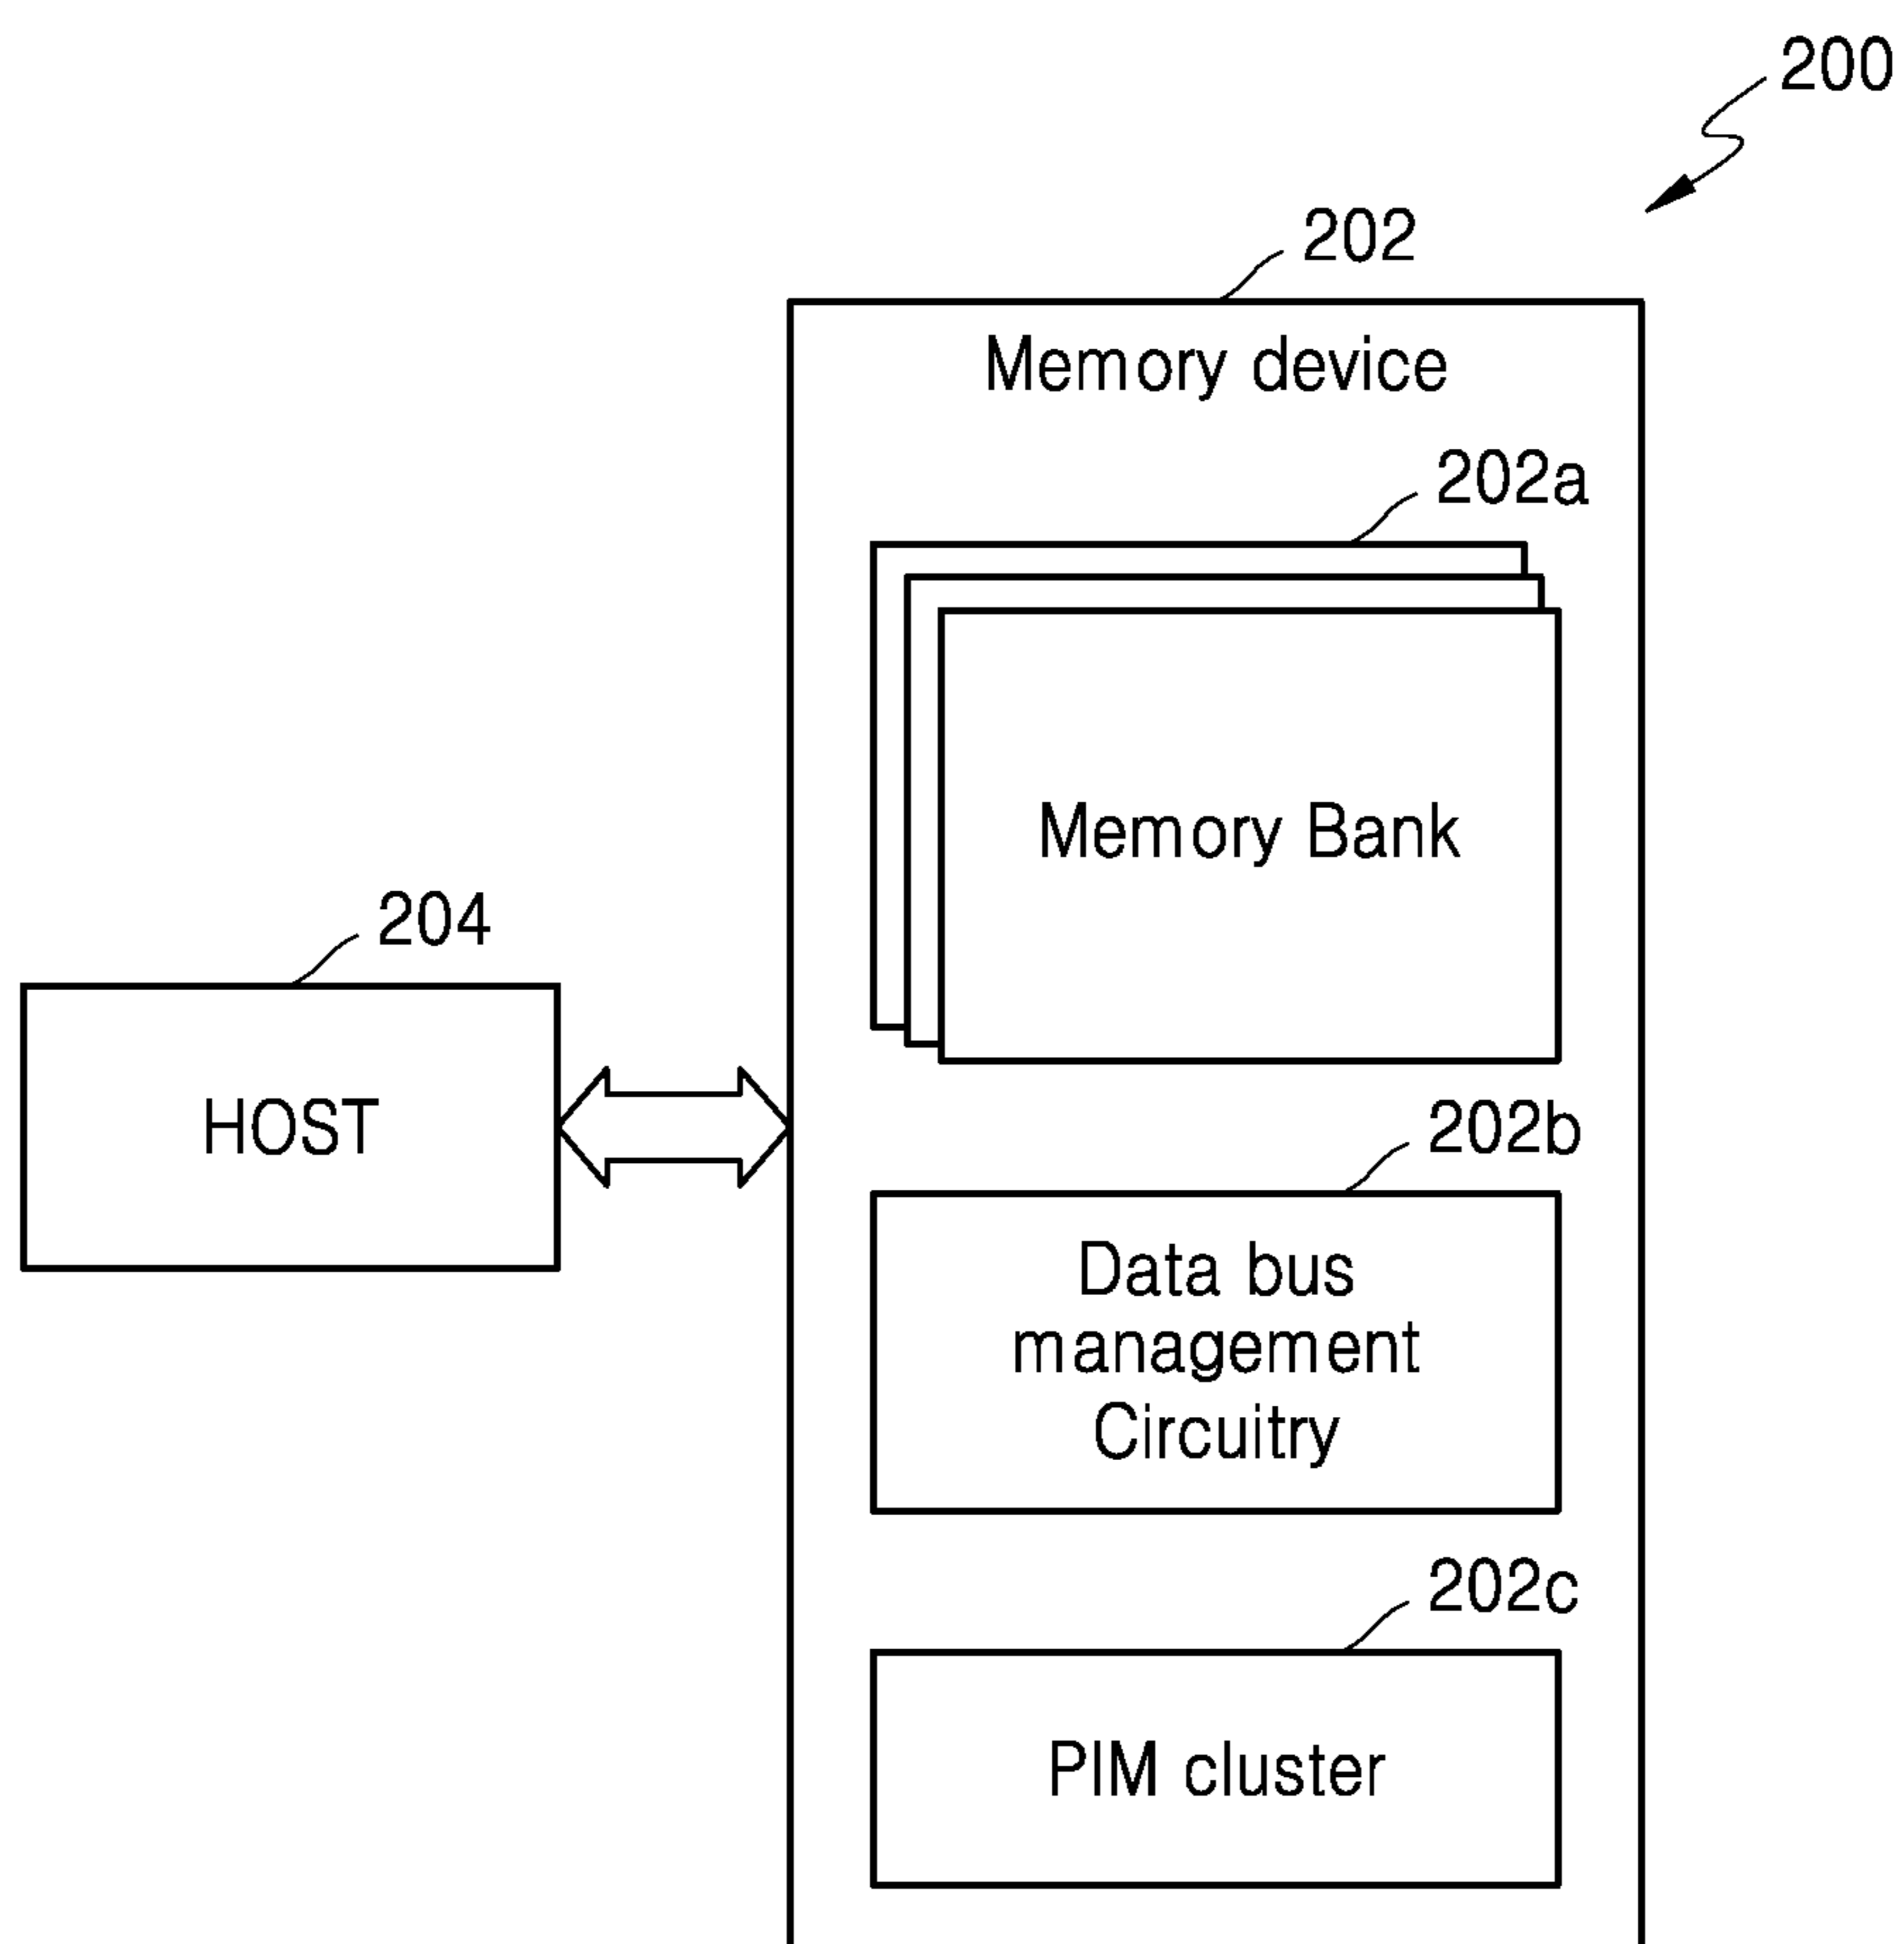 200
202
Memory device
202a
Memory Bank
204
HOST
202b
Data bus
management
Circuitry
202c
PIM cluster